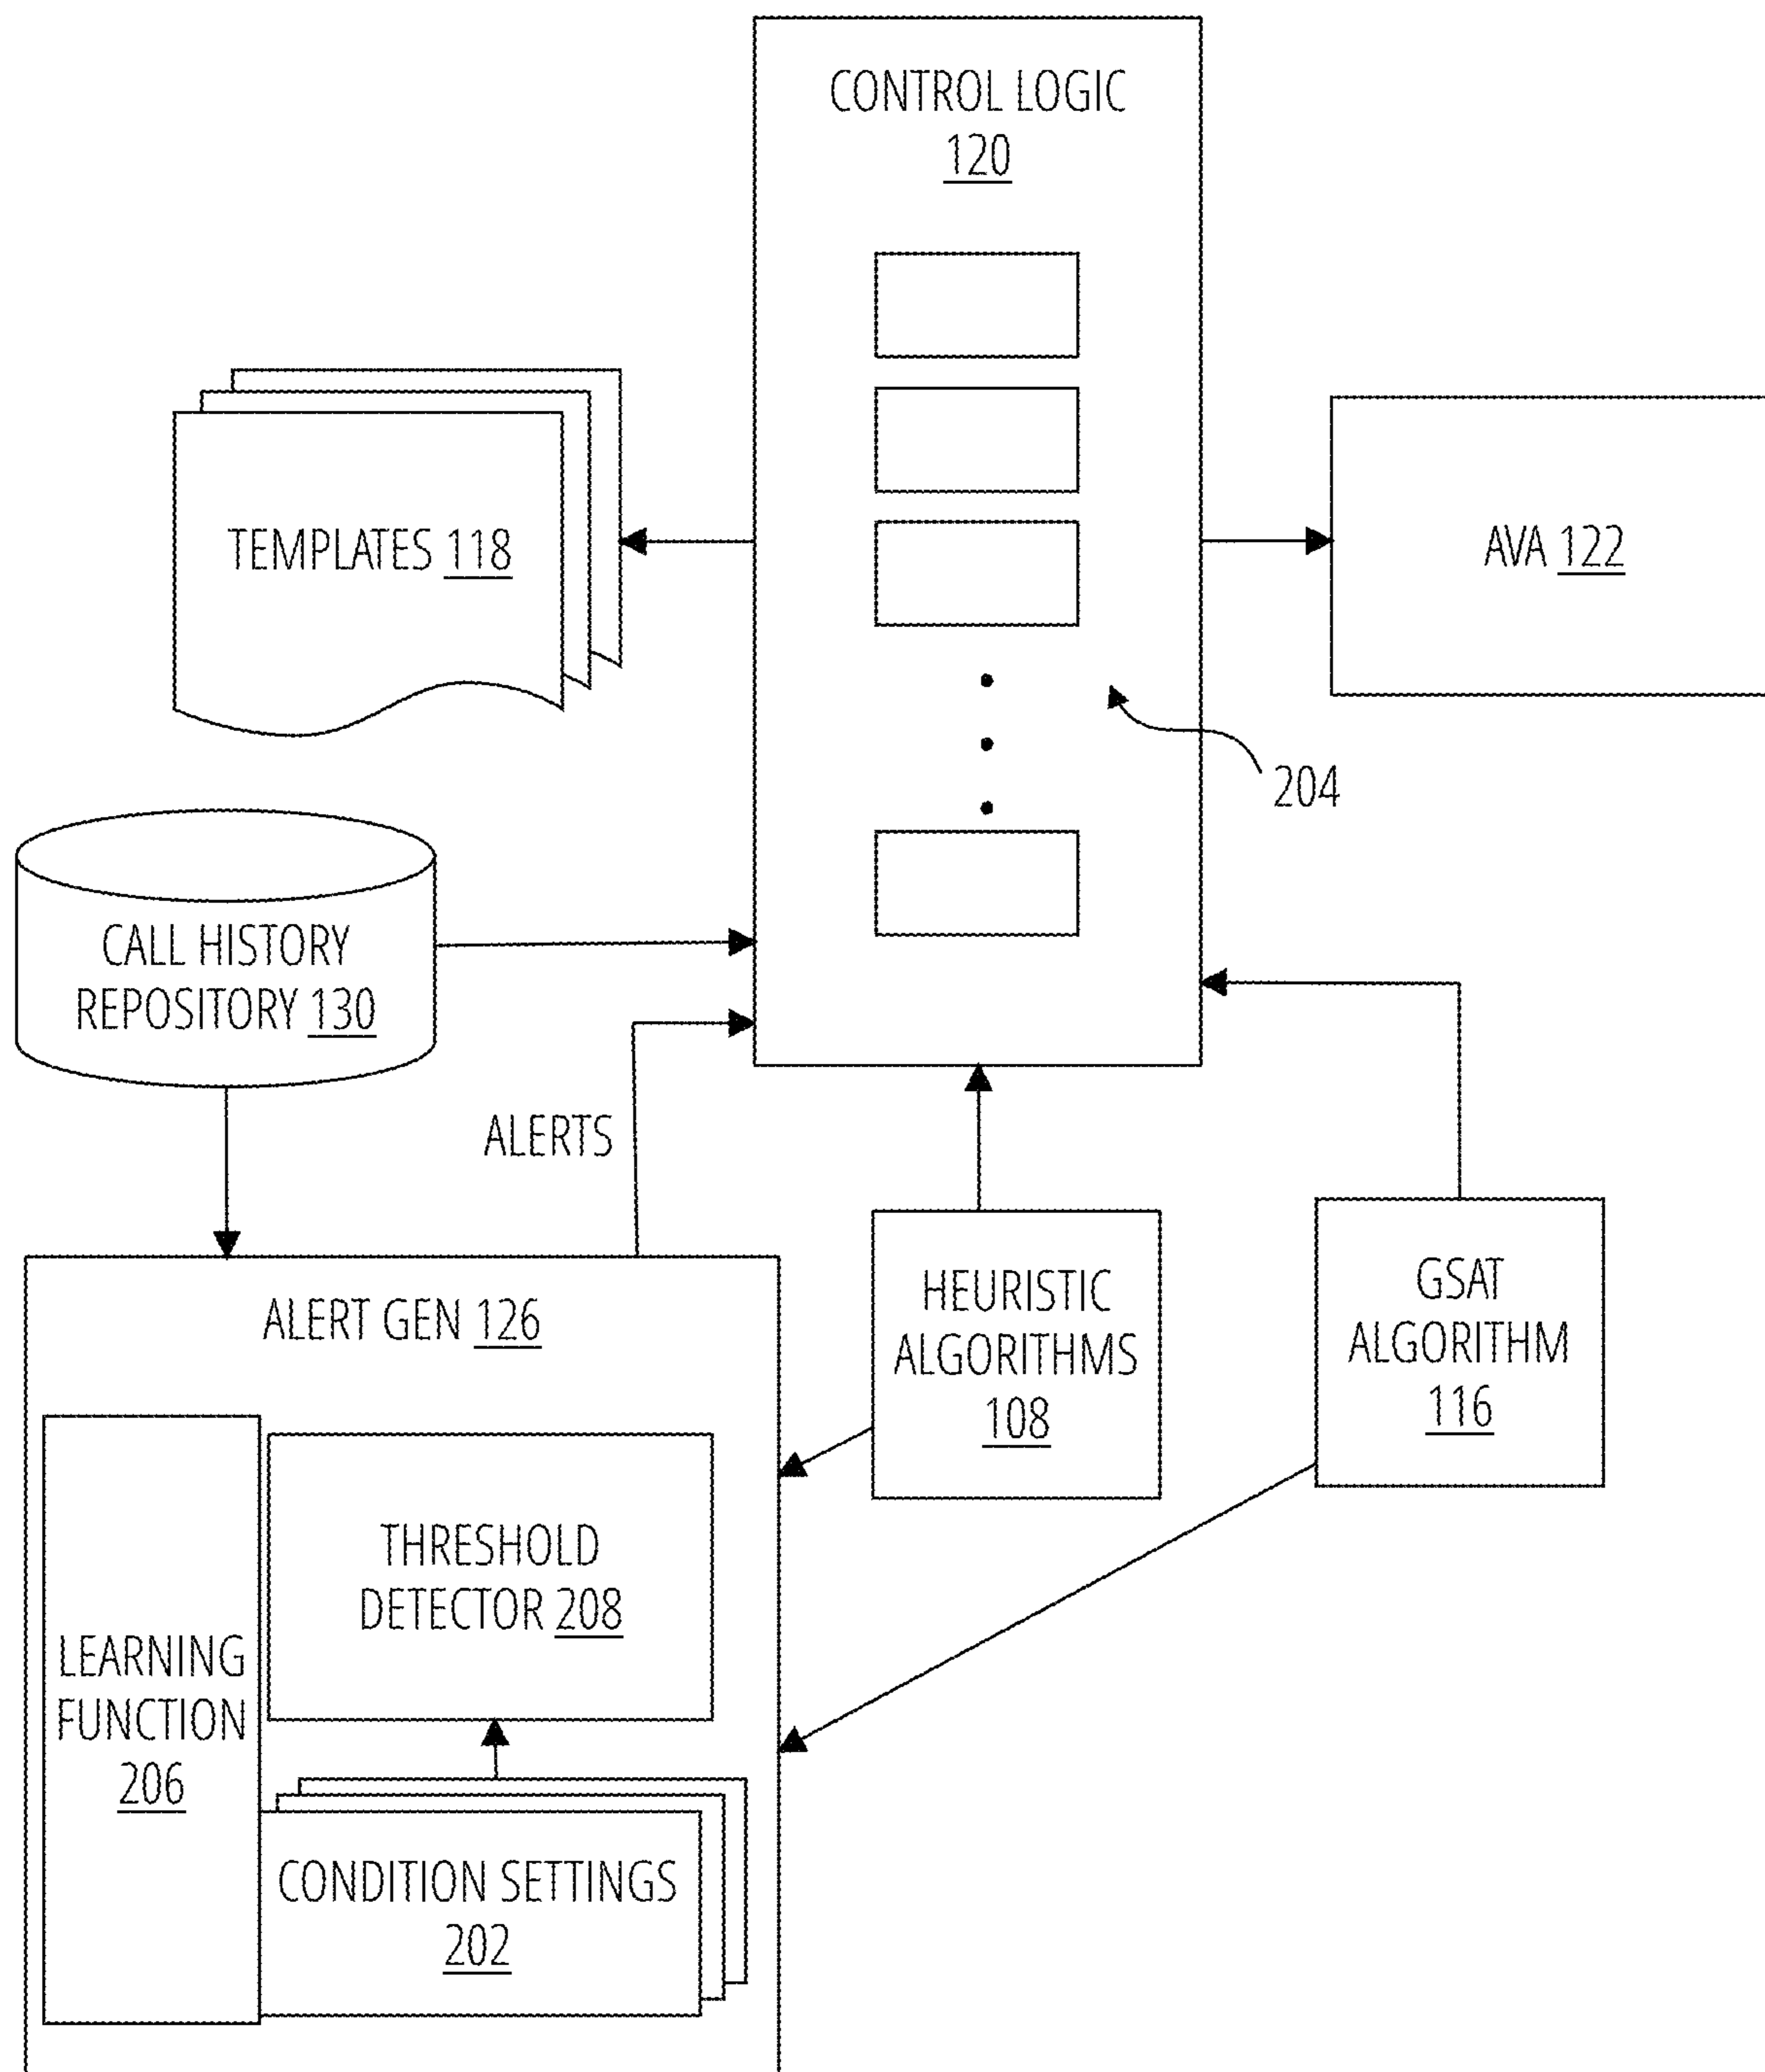 CONTROL LOGIC
120
TEMPLATES 118
AVA 122
204
CALL HISTORY
REPOSITORY 130
ALERTS
ALERT GEN 126
HEURISTIC
ALGORITHMS
108
GSAT
ALGORITHM
116
THRESHOLD
DETECTOR 208
LEARNING
FUNCTION
206
CONDITION SETTINGS
202